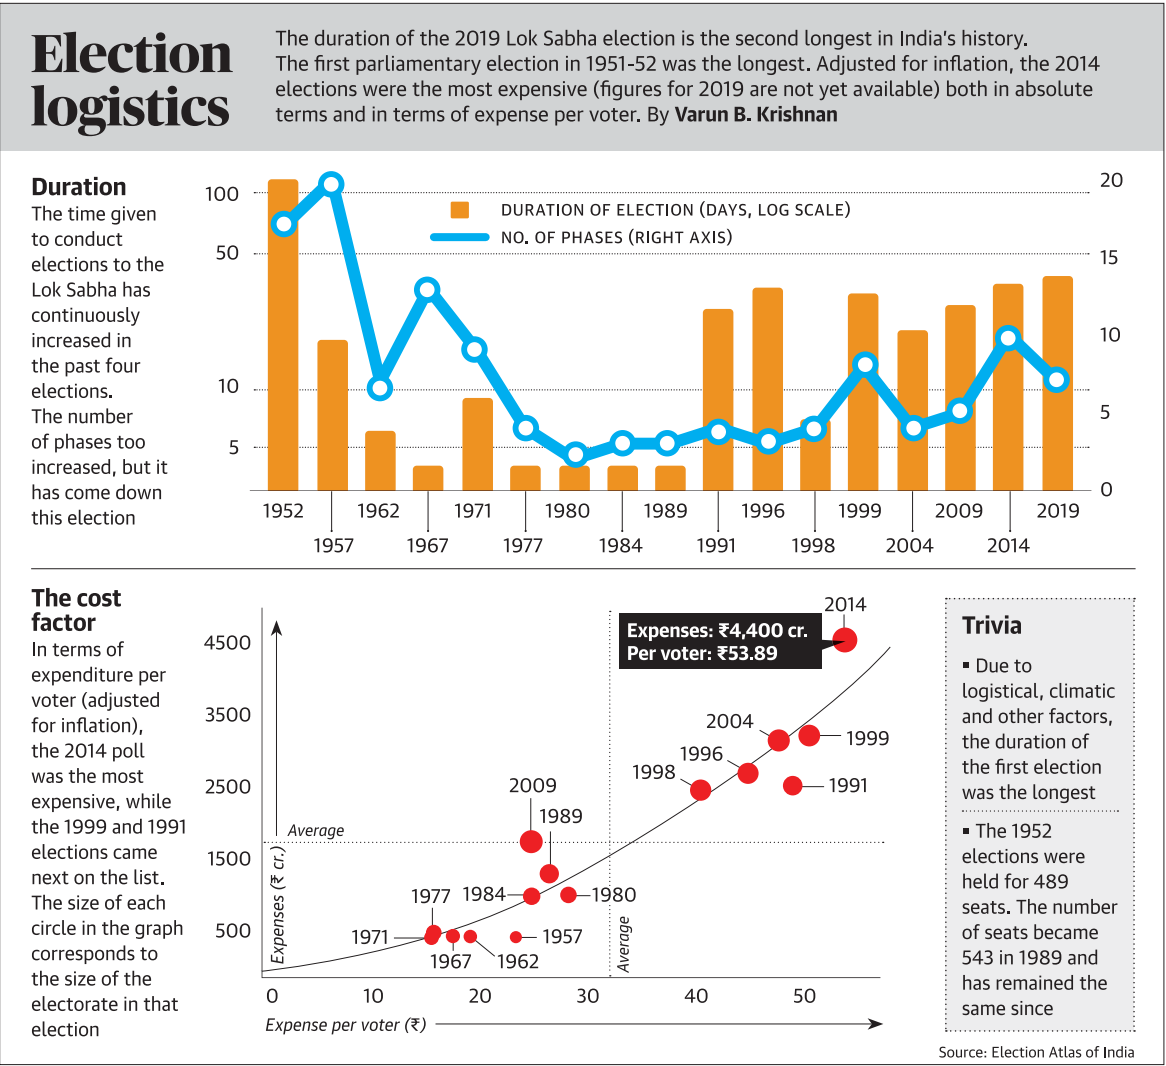 Election
logistics
The duration of the 2019 Lok Sabha election is the second longest in India's history.
The first parliamentary election in 1951-52 was the longest. Adjusted for inflation, the 2014
elections were the most expensive (figures for 2019 are not yet available) both in absolute
terms and in terms of expense per voter. By Varun B. Krishnan
Duration
The time given
to conduct
elections to the
Lok Sabha has
continuously
increased in
the past four
elections.
The number
of phases too
increased, but it
has come down
this election
100
50
10
5
DURATION OF ELECTION (DAYS, LOG SCALE)
NO. OF PHASES (RIGHT AXIS)
20
15
10
5
0
1952
1962
1971
1980
1989
1996
1999
2009
2019
1957
1967
1977
1984
1991
1998
2004
2014
The cost
factor
In terms of
expenditure per
voter (adjusted
for inflation),
the 2014 poll
was the most
expensive, while
the 1999 and 1991
elections came
next on the list.
The size of each
circle in the graph
corresponds to
the size of the
electorate in that
election
4500
3500
2500
1500
500
Expenses (₹ cr.)
Average
Average
2014
Expenses: ₹4,400 cr.
Per voter: ₹53.89
2004
1999
1996
1998
1991
2009
1989
1977
1984
1980
1971
1957
1967
1962
0
10
20
30
40
50
Expense per voter (₹)
Trivia
▪ Due to
logistical, climatic
and other factors,
the duration of
the first election
was the longest
▪ The 1952
elections were
held for 489
seats. The number
of seats became
543 in 1989 and
has remained the
same since
Source: Election Atlas of India